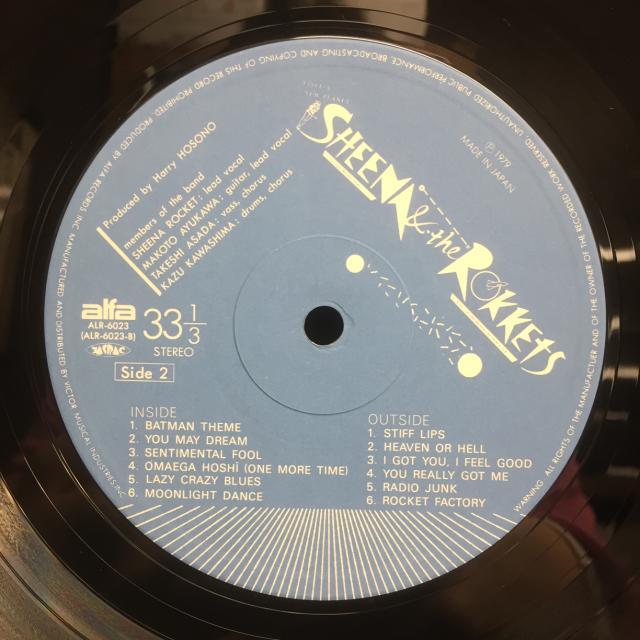 WARNING. ALL RIGHTS OF THE MANUFACTURER AND OF THE OWNER OF THE RECORDED WORK RESERVED. UNAUTHORIZED PUBLIC PERFORMANCE, BROADCASTING AND COPYING OF THIS RECORD PROHIBITED. PRODUCED BY ALFA RECORD, INC. MANUFACTURED AND DISTRIBUTED BY VICTOR MUSICAL INDUSTRIES, INC.
SHEENA
& the
ROKKETS
℗ 1979
MADE IN JAPAN
Produced by Harry HOSONO
members of the band
SHEENA ROCKET: lead vocal
MAKOTO AYUKAWA: guitar, lead vocal
TAKESHI ASADA: vass, chorus
KAZU KAWASHIMA: drums, chorus
alfa
ALR-6023
(ALR-6023-B)
33 1/3
STEREO
Side 2
INSIDE
1. BATMAN THEME
2. YOU MAY DREAM
3. SENTIMENTAL FOOL
4. OMAEGA HOSHÎ (ONE MORE TIME)
5. LAZY CRAZY BLUES
6. MOONLIGHT DANCE
OUTSIDE
1. STIFF LIPS
2. HEAVEN OR HELL
3. I GOT YOU, I FEEL GOOD
4. YOU REALLY GOT ME
5. RADIO JUNK
6. ROCKET FACTORY